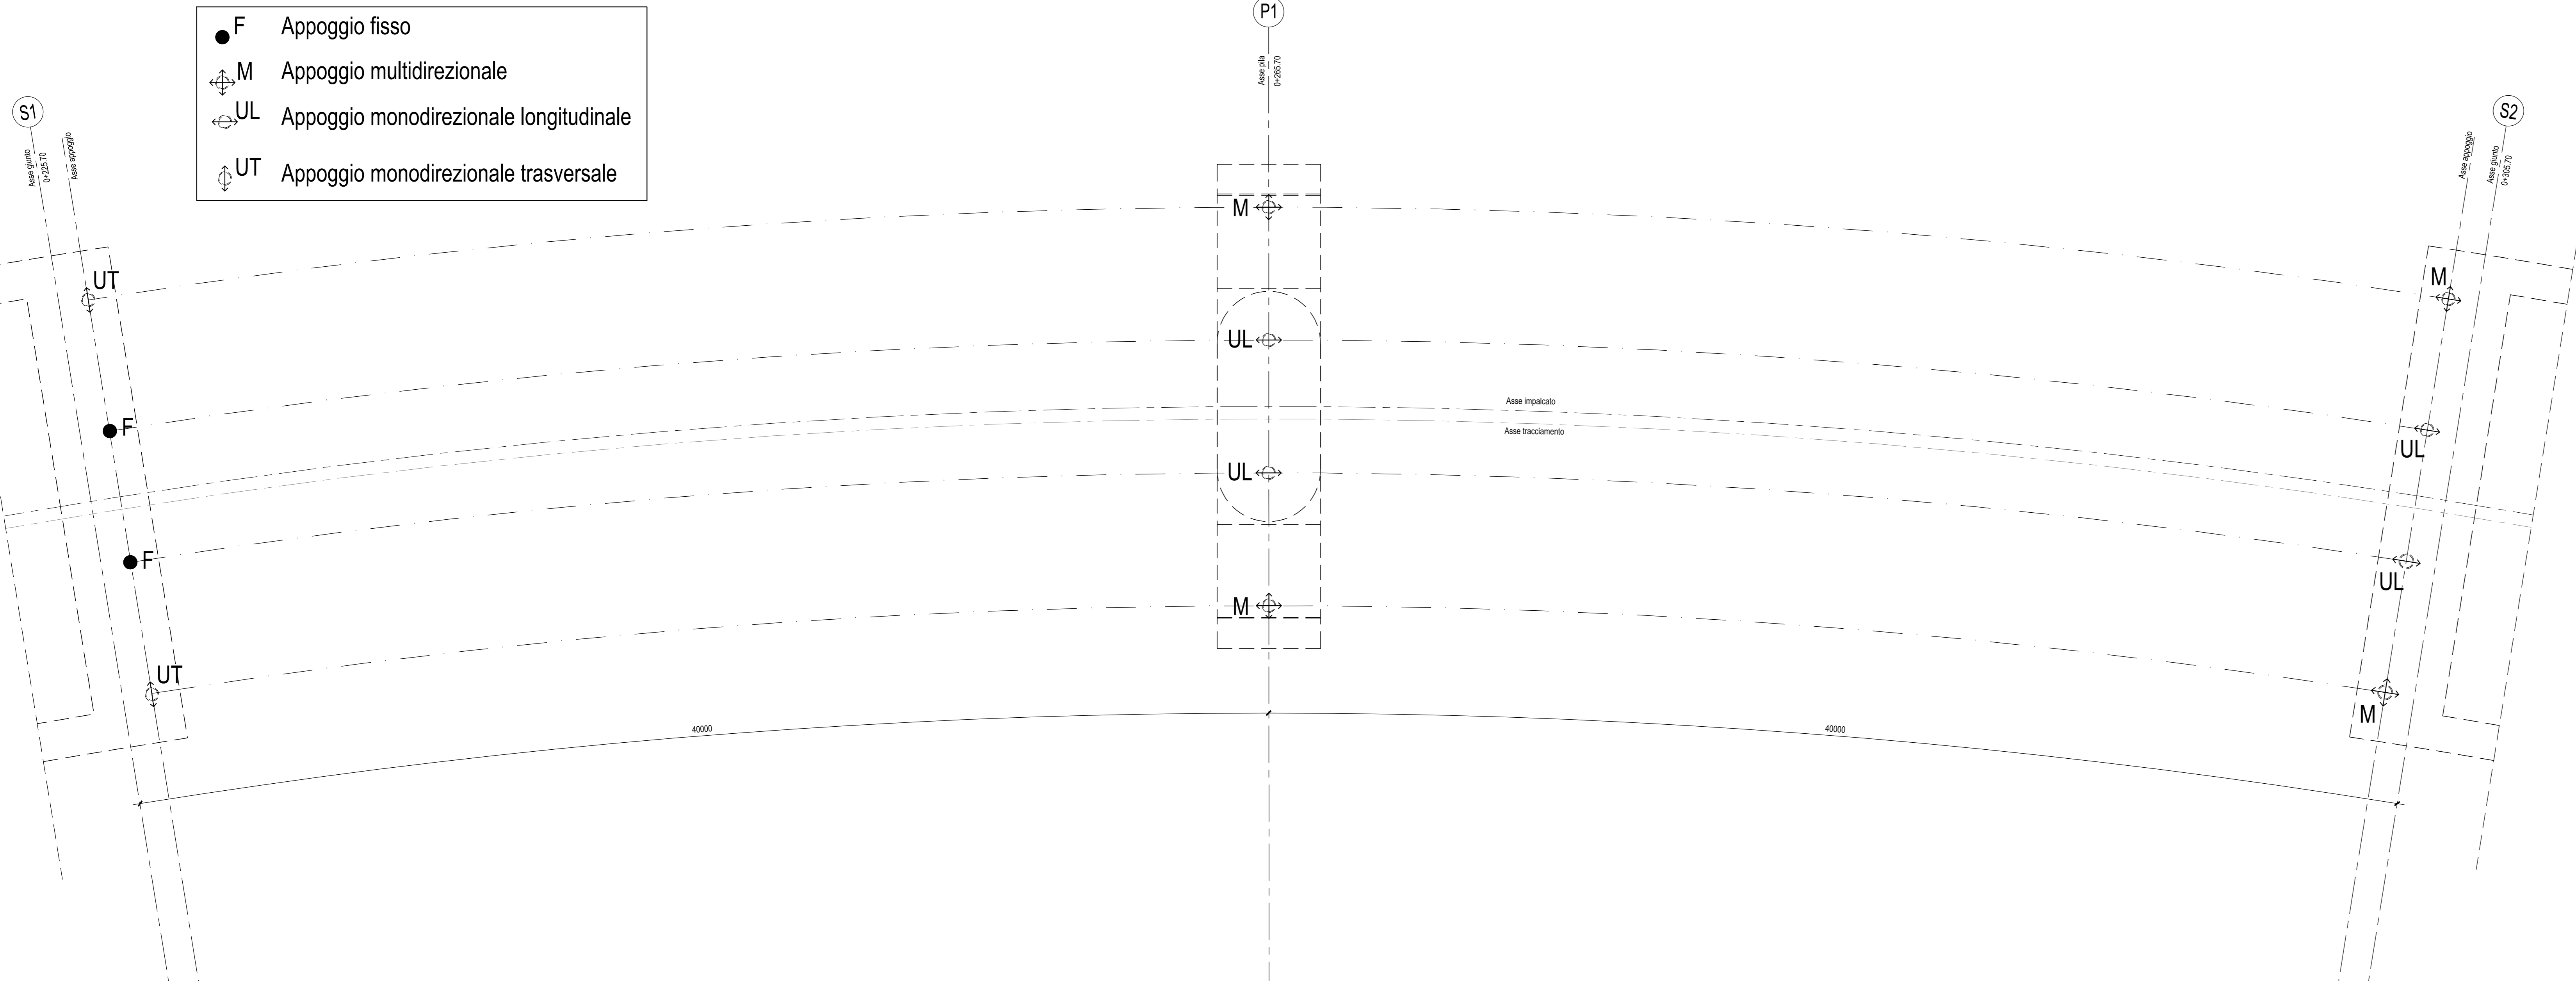 P1
F Appoggio fisso
M Appoggio multidirezionale
UL Appoggio monodirezionale longitudinale
UT Appoggio monodirezionale trasversale
Asse pila
0+265.70
S1
Asse giunto
0+225.70
Asse appoggio
S2
Asse appoggio
Asse giunto
0+305.70
UT
M
M
F
UL
UL
Asse impalcato
Asse tracciamento
F
UL
UL
UT
M
M
40000
40000